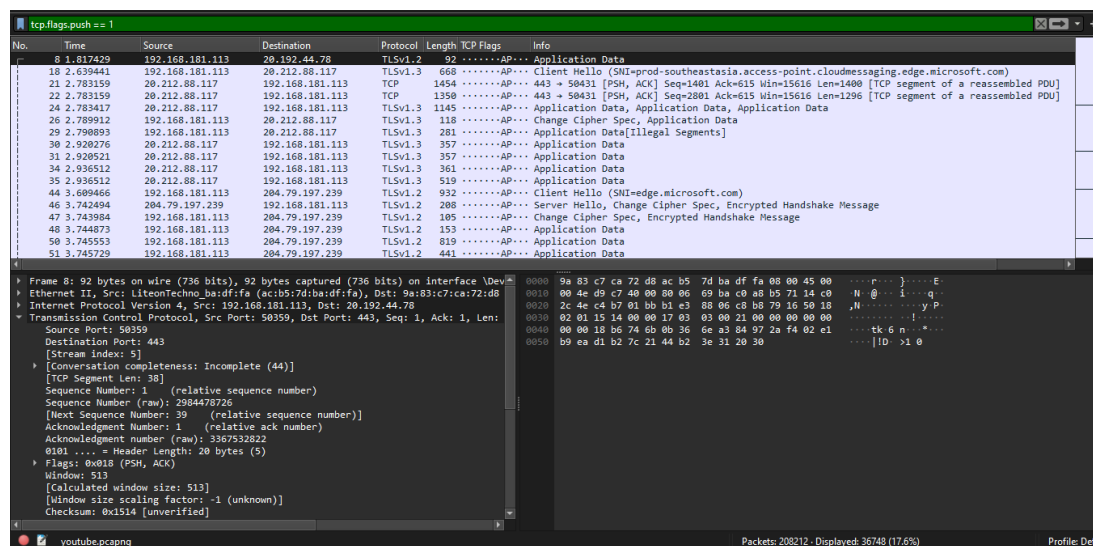 tcp.flags.push == 1
No. Time Source Destination Protocol Length TCP Flags Info
8 1.817429 192.168.181.113 20.192.44.78 TLSv1.2 92 ·······AP··· Application Data
18 2.639441 192.168.181.113 20.212.88.117 TLSv1.3 668 ·······AP··· Client Hello (SNI=prod-southeastasia.access-point.cloudmessaging.edge.microsoft.com)
21 2.783159 20.212.88.117 192.168.181.113 TCP 1454 ·······AP··· 443 → 50431 [PSH, ACK] Seq=1401 Ack=615 Win=15616 Len=1400 [TCP segment of a reassembled PDU]
22 2.783159 20.212.88.117 192.168.181.113 TCP 1350 ·······AP··· 443 → 50431 [PSH, ACK] Seq=2801 Ack=615 Win=15616 Len=1296 [TCP segment of a reassembled PDU]
24 2.783417 20.212.88.117 192.168.181.113 TLSv1.3 1145 ·······AP··· Application Data, Application Data, Application Data
26 2.789912 192.168.181.113 20.212.88.117 TLSv1.3 118 ·······AP··· Change Cipher Spec, Application Data
29 2.790893 192.168.181.113 20.212.88.117 TLSv1.3 281 ·······AP··· Application Data[Illegal Segments]
30 2.920276 20.212.88.117 192.168.181.113 TLSv1.3 357 ·······AP··· Application Data
31 2.920521 20.212.88.117 192.168.181.113 TLSv1.3 357 ·······AP··· Application Data
34 2.936512 20.212.88.117 192.168.181.113 TLSv1.3 361 ·······AP··· Application Data
35 2.936512 20.212.88.117 192.168.181.113 TLSv1.3 519 ·······AP··· Application Data
44 3.609466 192.168.181.113 204.79.197.239 TLSv1.2 932 ·······AP··· Client Hello (SNI=edge.microsoft.com)
46 3.742494 204.79.197.239 192.168.181.113 TLSv1.2 208 ·······AP··· Server Hello, Change Cipher Spec, Encrypted Handshake Message
47 3.743984 192.168.181.113 204.79.197.239 TLSv1.2 105 ·······AP··· Change Cipher Spec, Encrypted Handshake Message
48 3.744873 192.168.181.113 204.79.197.239 TLSv1.2 153 ·······AP··· Application Data
50 3.745553 192.168.181.113 204.79.197.239 TLSv1.2 819 ·······AP··· Application Data
51 3.745729 192.168.181.113 204.79.197.239 TLSv1.2 441 ·······AP··· Application Data
Frame 8: 92 bytes on wire (736 bits), 92 bytes captured (736 bits) on interface \Dev
Ethernet II, Src: LiteonTechno_ba:df:fa (ac:b5:7d:ba:df:fa), Dst: 9a:83:c7:ca:72:d8
Internet Protocol Version 4, Src: 192.168.181.113, Dst: 20.192.44.78
Transmission Control Protocol, Src Port: 50359, Dst Port: 443, Seq: 1, Ack: 1, Len:
Source Port: 50359
Destination Port: 443
[Stream index: 5]
[Conversation completeness: Incomplete (44)]
[TCP Segment Len: 38]
Sequence Number: 1 (relative sequence number)
Sequence Number (raw): 2984478726
[Next Sequence Number: 39 (relative sequence number)]
Acknowledgment Number: 1 (relative ack number)
Acknowledgment number (raw): 3367532822
0101 .... = Header Length: 20 bytes (5)
Flags: 0x018 (PSH, ACK)
Window: 513
[Calculated window size: 513]
[Window size scaling factor: -1 (unknown)]
Checksum: 0x1514 [unverified]
0000 9a 83 c7 ca 72 d8 ac b5 7d ba df fa 08 00 45 00 ····r··· }·····E·
0010 00 4e d9 c7 40 00 80 06 69 ba c0 a8 b5 71 14 c0 ·N··@··· i····q··
0020 2c 4e c4 b7 01 bb b1 e3 88 06 c8 b8 79 16 50 18 ,N······ ····y·P·
0030 02 01 15 14 00 00 17 03 03 00 21 00 00 00 00 00 ········ ··!·····
0040 00 00 18 b6 74 6b 0b 36 6e a3 84 97 2a f4 02 e1 ····tk·6 n···*···
0050 b9 ea d1 b2 7c 21 44 b2 3e 31 20 30 ····|!D· >1 0
youtube.pcapng
Packets: 208212 · Displayed: 36748 (17.6%)
Profile: De